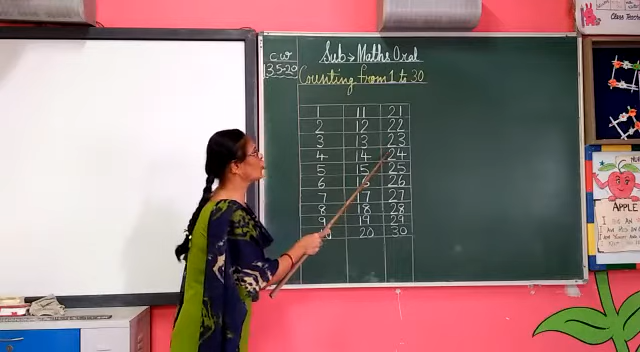 C.W
13.5.20
Sub → Maths Oral
Counting from 1 to 30
1 11 21
2 12 22
3 13 23
4 14 24
5 15 25
6 16 26
7 17 27
8 18 28
9 19 29
20 30
Class Teacher
APPLE